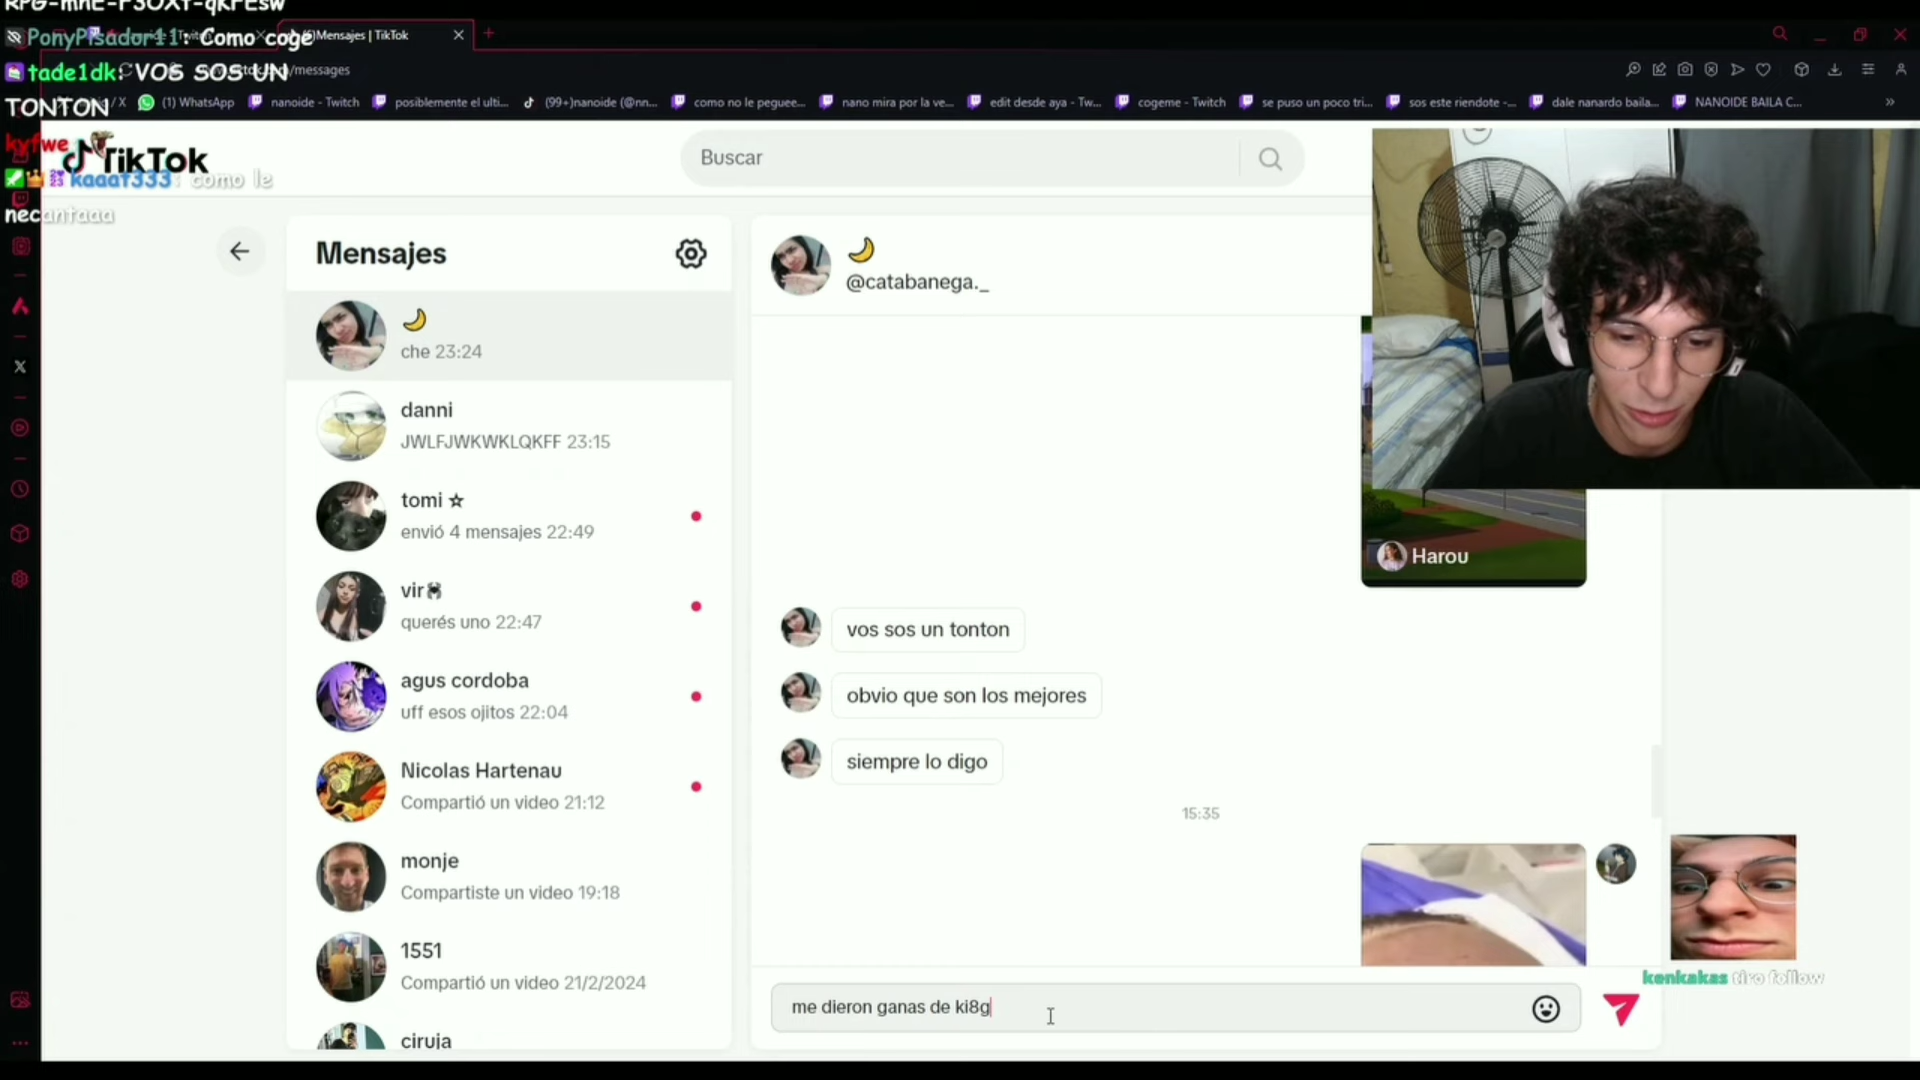 PonyPisador11: Como coge
Mensajes | TikTok
tade1dk: VOS SOS UN
TONTON
/messages
(1) WhatsApp
nanoide - Twitch
posiblemente el ulti...
(99+)nanoide (@nn...
como no le peguee...
nano mira por la ve...
edit desde aya - Tw...
cogeme - Twitch
se puso un poco tri...
sos este riendote -...
dale nanardo baila...
NANOIDE BAILA C...
kyfwe
TikTok
Buscar
kaaat333: como le
necantaaa
Mensajes
@catabanega._
che 23:24
danni
JWLFJWKWKLQKFF 23:15
tomi ☆
envió 4 mensajes 22:49
vir
querés uno 22:47
agus cordoba
uff esos ojitos 22:04
Nicolas Hartenau
Compartió un video 21:12
monje
Compartiste un video 19:18
1551
Compartió un video 21/2/2024
ciruja
Harou
vos sos un tonton
obvio que son los mejores
siempre lo digo
15:35
me dieron ganas de ki8g
konkakas tiro follow